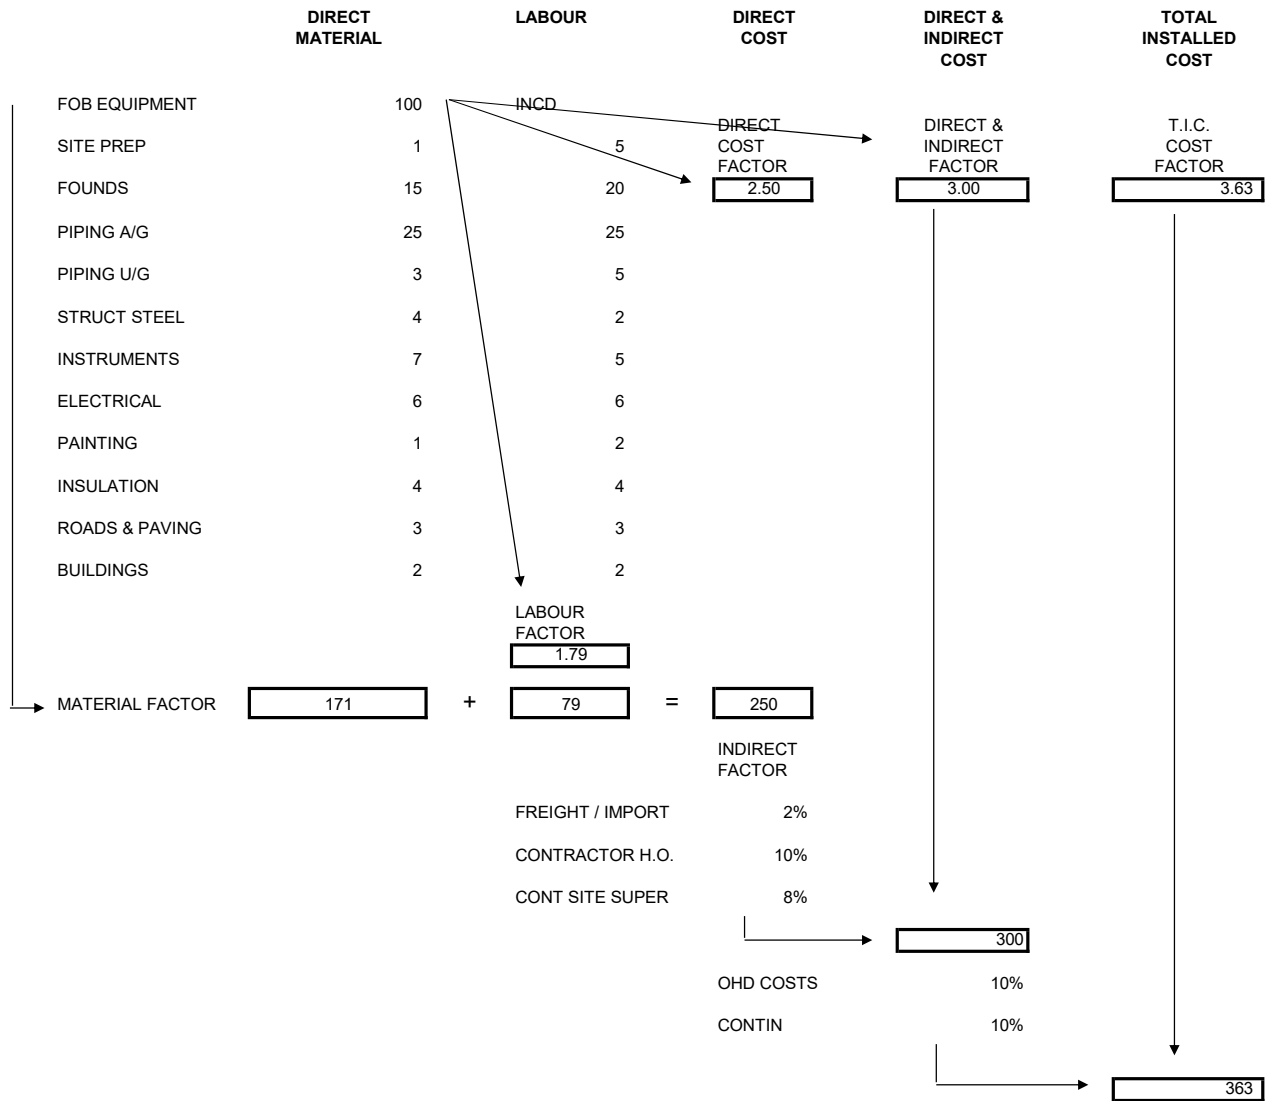 DIRECT MATERIAL LABOUR DIRECT COST DIRECT & INDIRECT COST TOTAL INSTALLED COST
FOB EQUIPMENT 100 INCD
DIRECT COST FACTOR DIRECT & INDIRECT FACTOR T.I.C. COST FACTOR
SITE PREP 1 5
FOUNDS 15 20 2.50 3.00 3.63
PIPING A/G 25 25
PIPING U/G 3 5
STRUCT STEEL 4 2
INSTRUMENTS 7 5
ELECTRICAL 6 6
PAINTING 1 2
INSULATION 4 4
ROADS & PAVING 3 3
BUILDINGS 2 2
LABOUR
FACTOR
1.79
MATERIAL FACTOR 171 + 79 = 250
INDIRECT
FACTOR
FREIGHT / IMPORT 2%
CONTRACTOR H.O. 10%
CONT SITE SUPER 8%
300
OHD COSTS 10%
CONTIN 10%
363